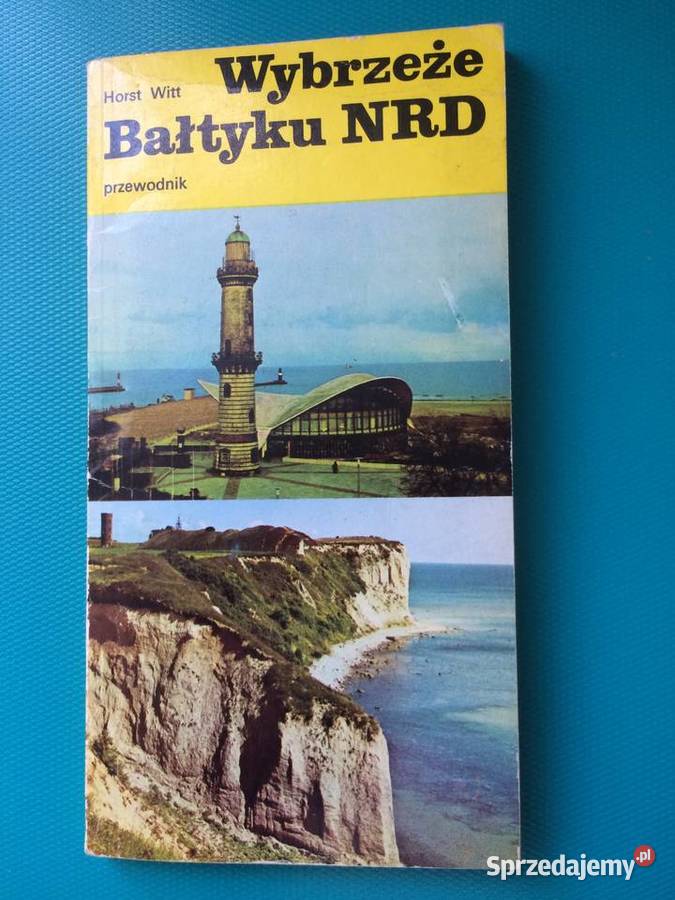 Horst Witt
Wybrzeże
Bałtyku NRD
przewodnik
Sprzedajemy.pl